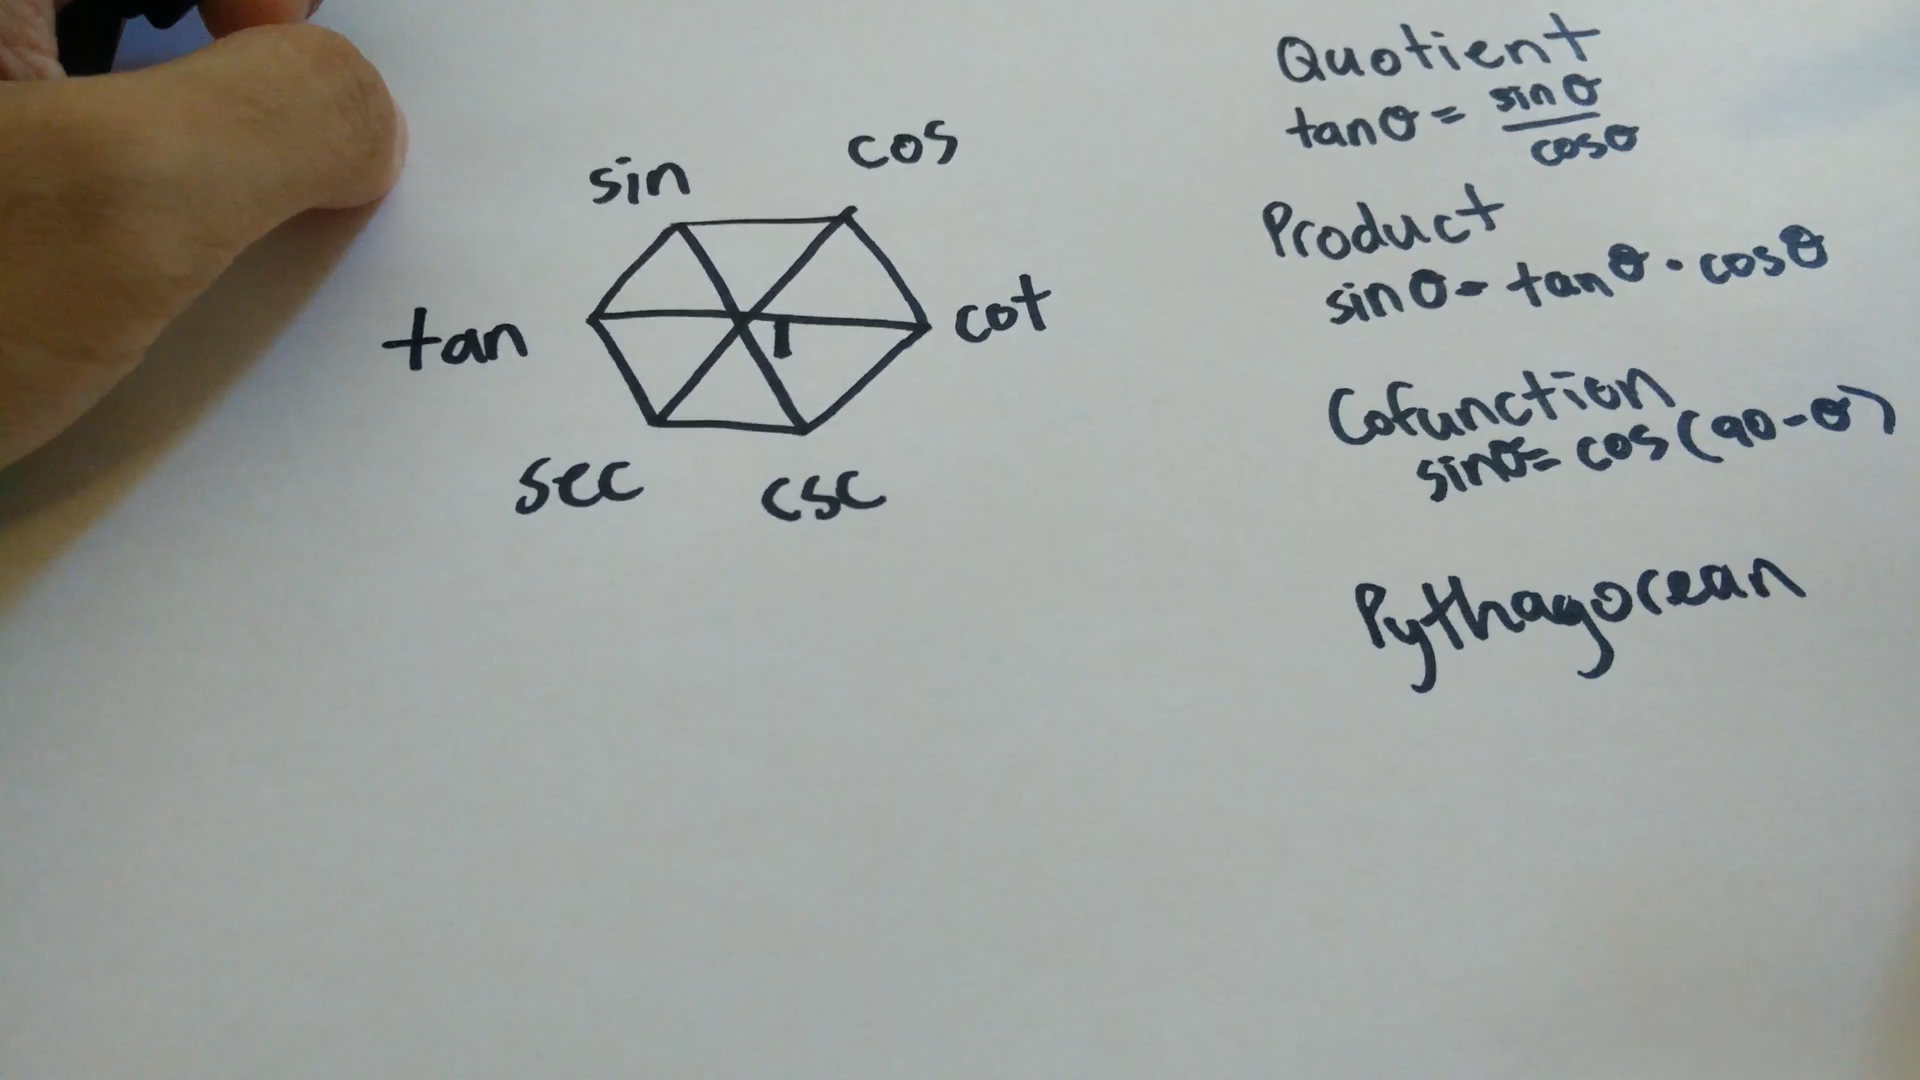 sin
cos
tan
cot
1
sec
csc
Quotient
tanθ = sinθ/cosθ
Product
sinθ = tanθ · cosθ
Cofunction
sinθ = cos(90-θ)
Pythagorean